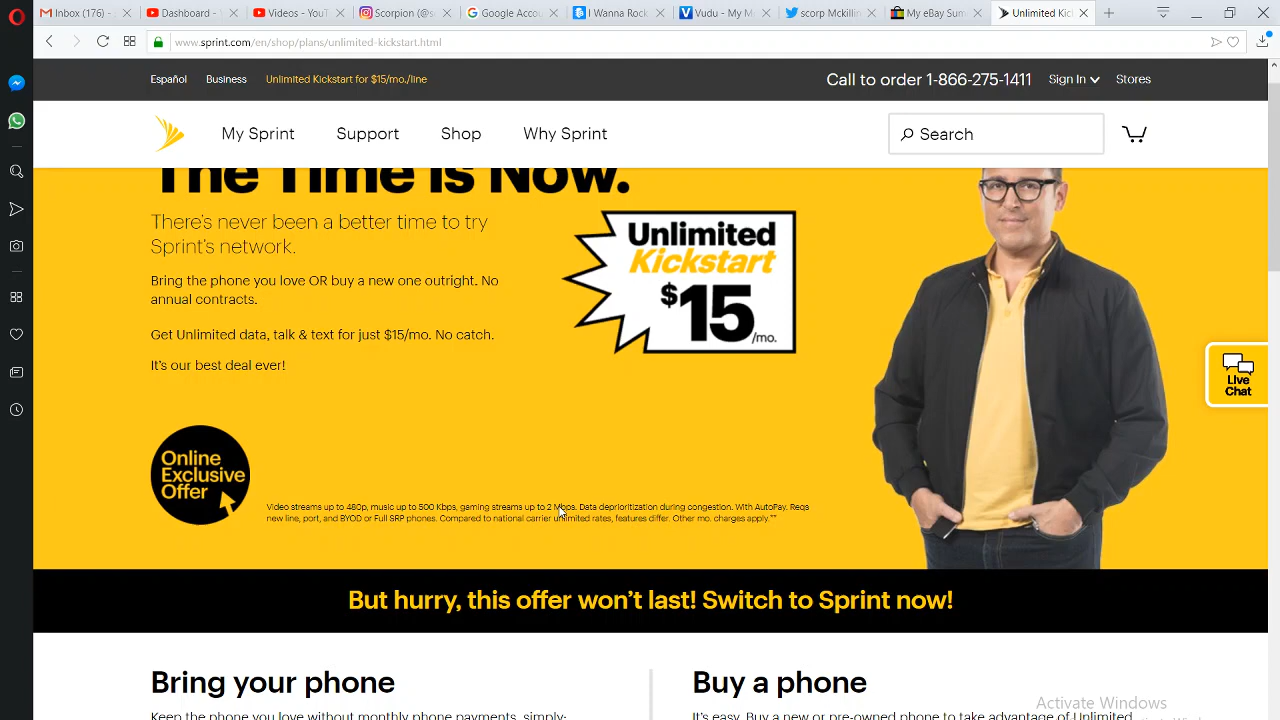 Inbox (176) -
Dashboard -
Videos - YouT
Scorpion (@s
Google Acco
I Wanna Rock
Vudu - My M
scorp Mckillin
My eBay Sum
Unlimited Kic
www.sprint.com/en/shop/plans/unlimited-kickstart.html
Español Business Unlimited Kickstart for $15/mo./line Call to order 1-866-275-1411 Sign In Stores
My Sprint Support Shop Why Sprint Search
The Time is Now.
There's never been a better time to try
Sprint's network.
Bring the phone you love OR buy a new one outright. No
annual contracts.
Get Unlimited data, talk & text for just $15/mo. No catch.
It's our best deal ever!
Unlimited
Kickstart
$15/mo.
Live
Chat
Online
Exclusive
Offer
Video streams up to 480p, music up to 500 Kbps, gaming streams up to 2 Mbps. Data deprioritization during congestion. With AutoPay. Reqs
new line, port, and BYOD or Full SRP phones. Compared to national carrier unlimited rates, features differ. Other mo. charges apply.**
But hurry, this offer won't last! Switch to Sprint now!
Bring your phone
Buy a phone
Keep the phone you love without monthly phone payments, simply-
It's easy. Buy a new or pre-owned phone to take advantage of Unlimited
Activate Windows